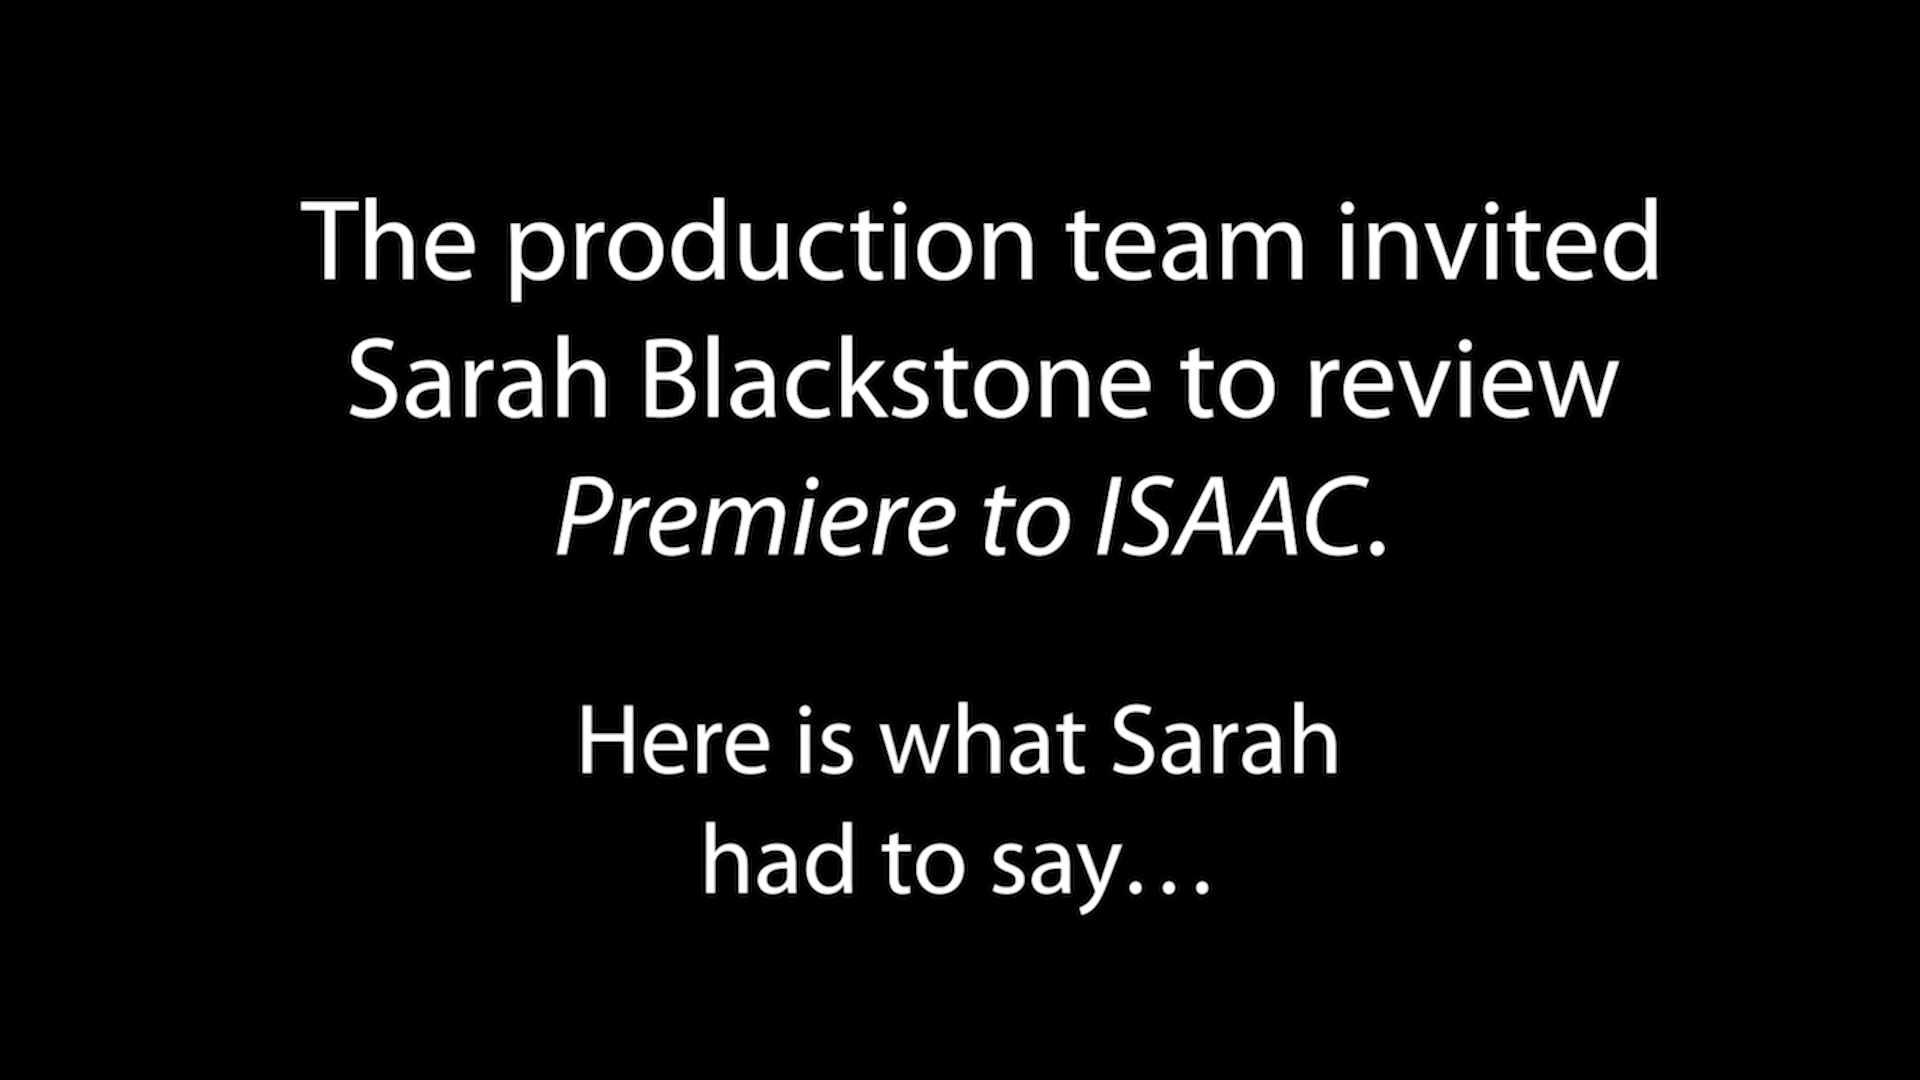 The production team invited
Sarah Blackstone to review
Premiere to ISAAC.
Here is what Sarah
had to say…